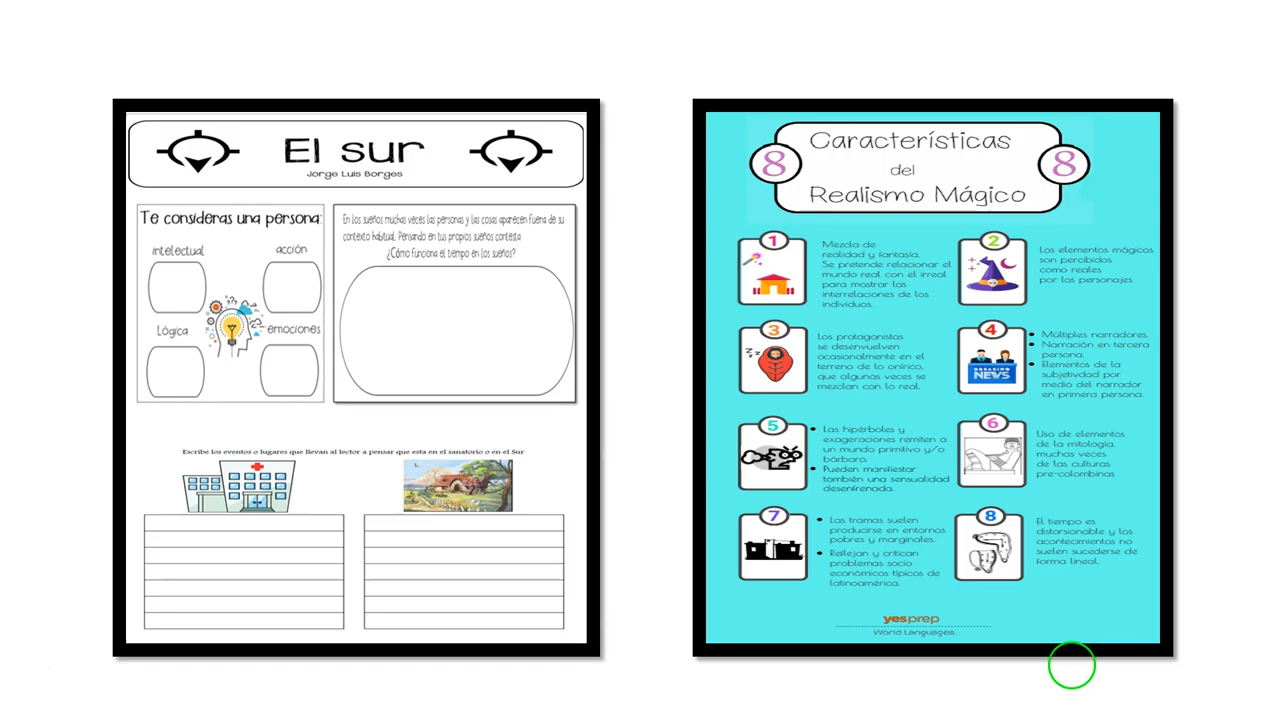 El sur
Jorge Luis Borges
Te consideras una persona:
intelectual
acción
Lógica
emociones
En los sueños muchas veces las personas y las cosas aparecen fuera de su
contexto habitual. Pensando en tus propios sueños contesta
¿Cómo funciona el tiempo en los sueños?
Escribe los eventos o lugares que llevan al lector a pensar que esta en el sanatorio o en el Sur
8
Características
del
Realismo Mágico
8
1
Mezcla de
realidad y fantasía.
Se pretende relacionar el
mundo real con el irreal
para mostrar las
interrelaciones de los
individuos.
2
Los elementos mágicos
son percibidos
como reales
por los personajes
3
Los protagonistas
se desenvuelven
ocasionalmente en el
terreno de lo onírico,
que algunas veces se
mezclan con lo real.
4
BREAKING
NEWS
• Múltiples narradores.
• Narración en tercera
persona.
• Elementos de la
subjetividad por
medio del narrador
en primera persona.
5
• Las hipérboles y
exageraciones remiten a
un mundo primitivo y/o
bárbaro.
• Pueden manifiestar
también una sensualidad
desenfrenada.
6
Uso de elementos
de la mitología,
muchas veces
de las culturas
pre-colombinas
7
• Las tramas suelen
producirse en entornos
pobres y marginales.
• Reflejan y critican
problemas socio
económicos típicos de
latinoamérica.
8
El tiempo es
distorsionable y los
acontecimientos no
suelen sucederse de
forma lineal.
yesprep
World Languages